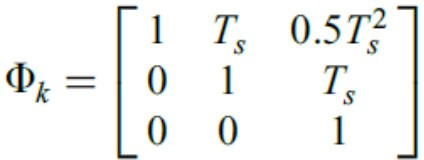 Φ_k = [ 1 T_s 0.5T_s^2
0 1 T_s
0 0 1 ]